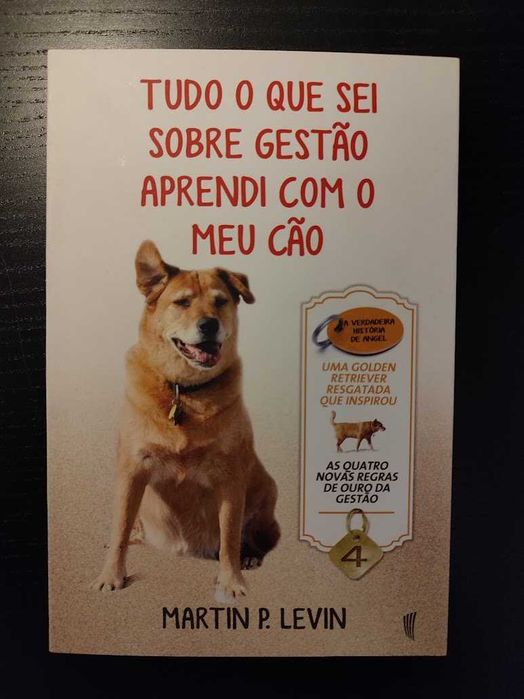 TUDO O QUE SEI
SOBRE GESTÃO
APRENDI COM O
MEU CÃO
A VERDADEIRA
HISTÓRIA
DE ANGEL
UMA GOLDEN
RETRIEVER
RESGATADA
QUE INSPIROU
AS QUATRO
NOVAS REGRAS
DE OURO DA
GESTÃO
4
MARTIN P. LEVIN